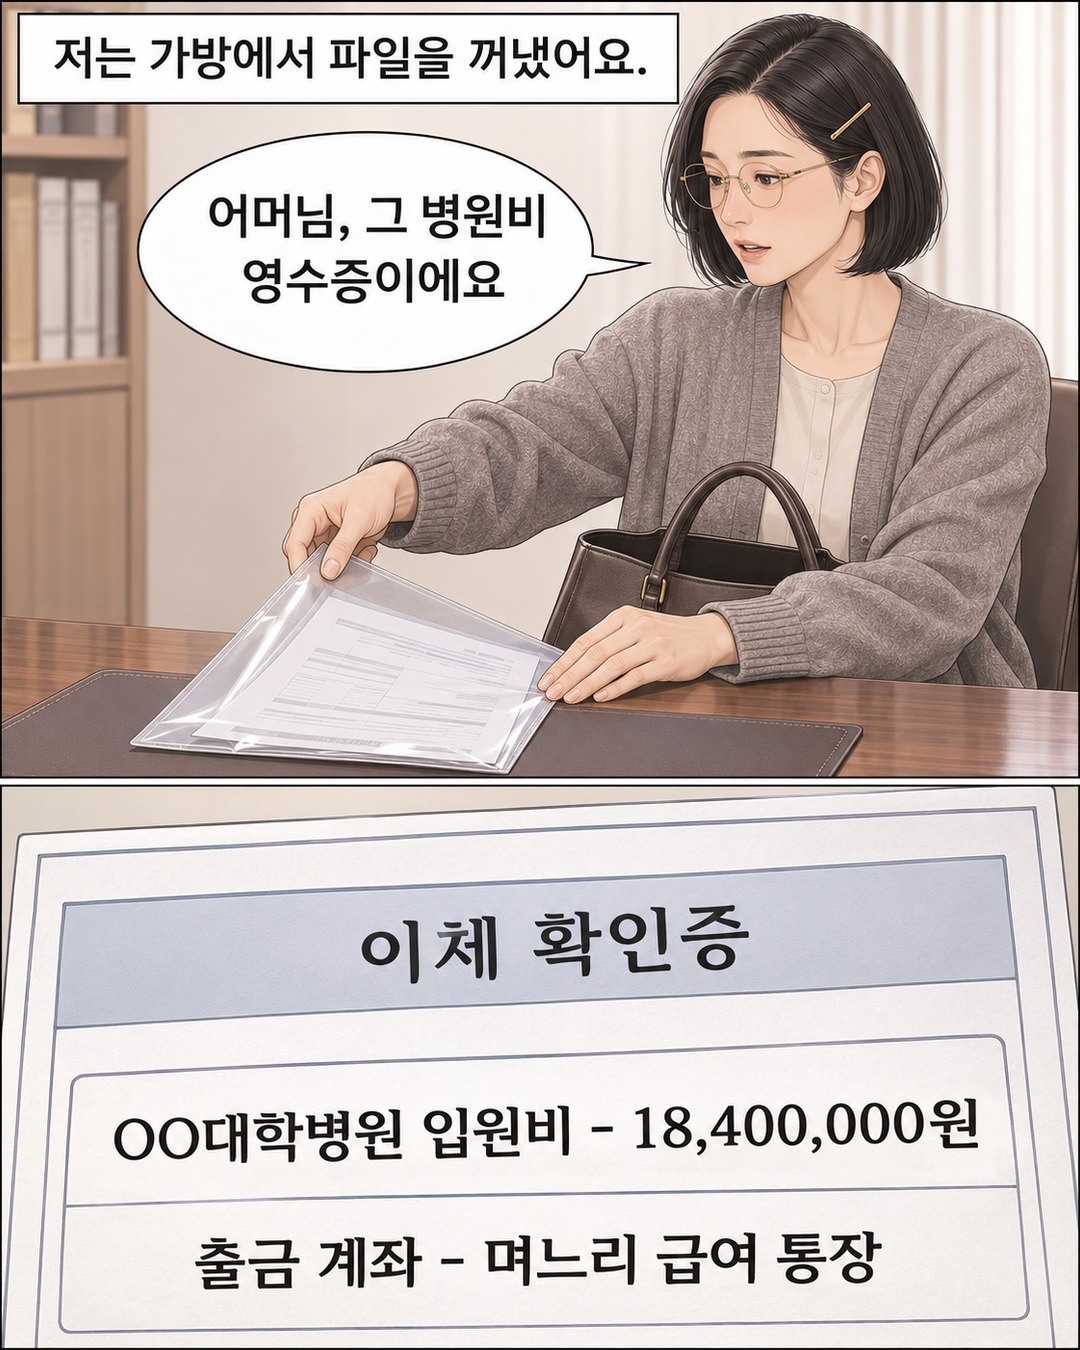 저는 가방에서 파일을 꺼냈어요.
어머님, 그 병원비
영수증이에요
이체 확인증
OO대학병원 입원비 - 18,400,000원
출금 계좌 - 며느리 급여 통장